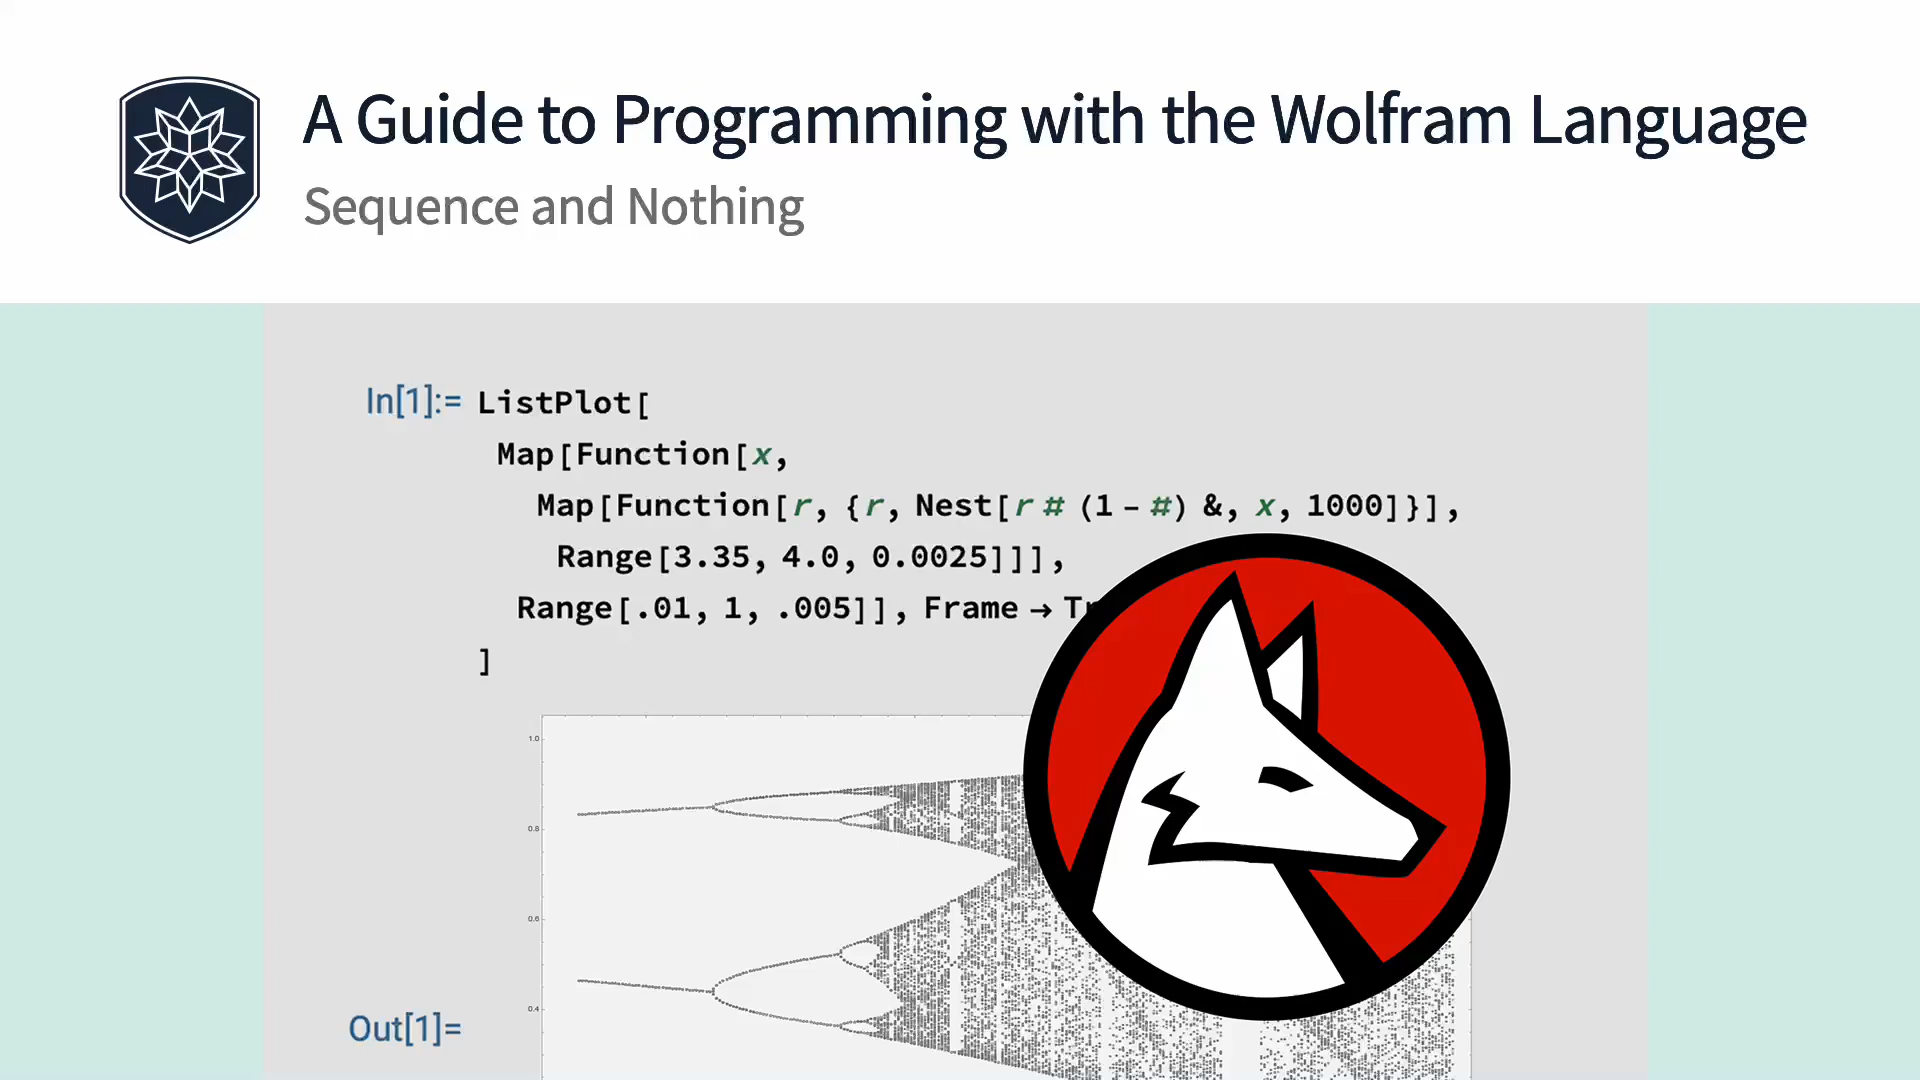 A Guide to Programming with the Wolfram Language
Sequence and Nothing
In[1]:= ListPlot[
Map[Function[x,
Map[Function[r, {r, Nest[r # (1 - #) &, x, 1000]}],
Range[3.35, 4.0, 0.0025]]],
Range[.01, 1, .005]], Frame →
]
1.0
0.8
0.6
0.4
Out[1]=